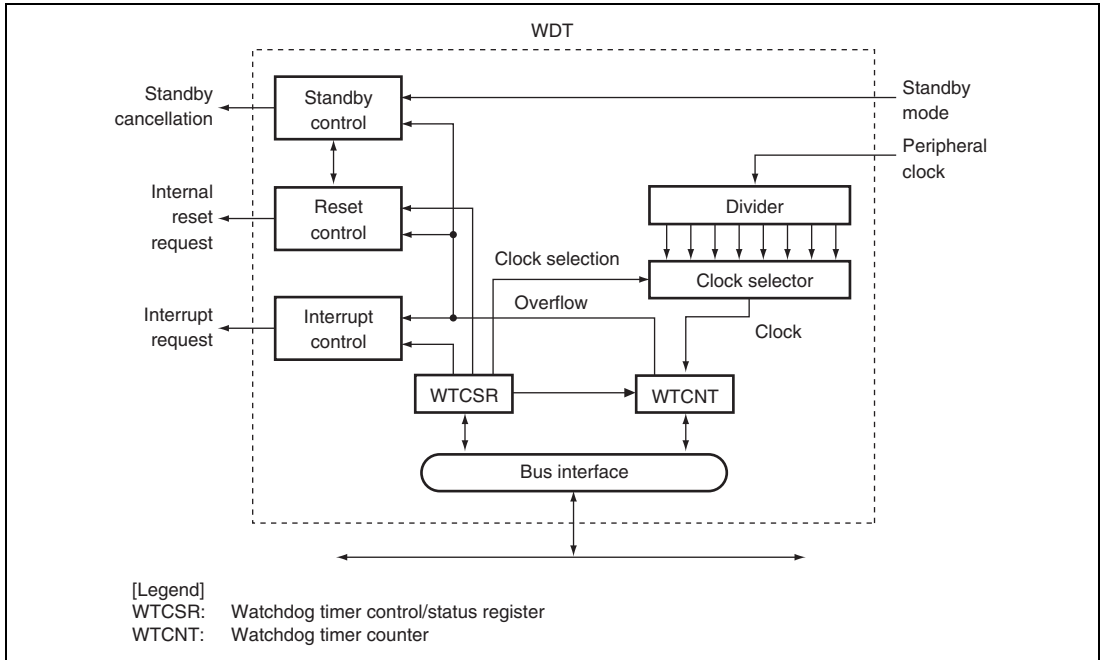 WDT
Standby
cancellation
Standby
control
Standby
mode
Peripheral
clock
Internal
reset
request
Reset
control
Divider
Clock selection
Clock selector
Overflow
Interrupt
request
Interrupt
control
Clock
WTCSR
WTCNT
Bus interface
[Legend]
WTCSR: Watchdog timer control/status register
WTCNT: Watchdog timer counter